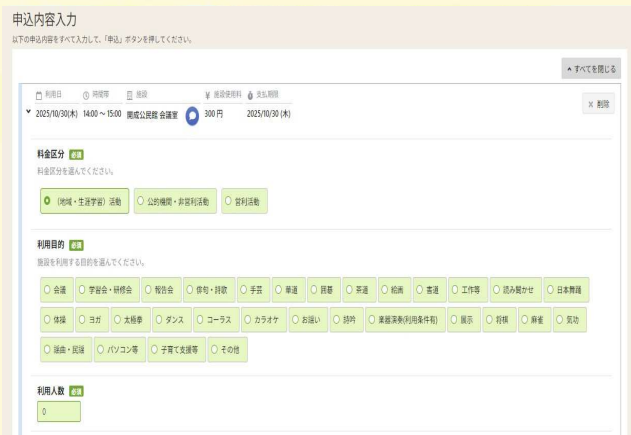 申込内容入力
以下の申込内容をすべて入力して、「申込」ボタンを押してください。
すべてを閉じる
利用日 時間帯 施設 ¥ 施設使用料 支払期限
2025/10/30(木) 14:00 ～ 15:00 開成公民館 会議室 300 円 2025/10/30 (木) × 削除
料金区分 必須
料金区分を選んでください。
（地域・生涯学習）活動 公的機関・非営利活動 営利活動
利用目的 必須
施設を利用する目的を選んでください。
会議 学習会・研修会 報告会 俳句・詩歌 手芸 華道 囲碁 茶道 絵画 書道 工作等 読み聞かせ 日本舞踊
体操 ヨガ 太極拳 ダンス コーラス カラオケ お謡い 詩吟 楽器演奏(利用条件有) 展示 将棋 麻雀 気功
謡曲・民謡 パソコン等 子育て支援等 その他
利用人数 必須
0